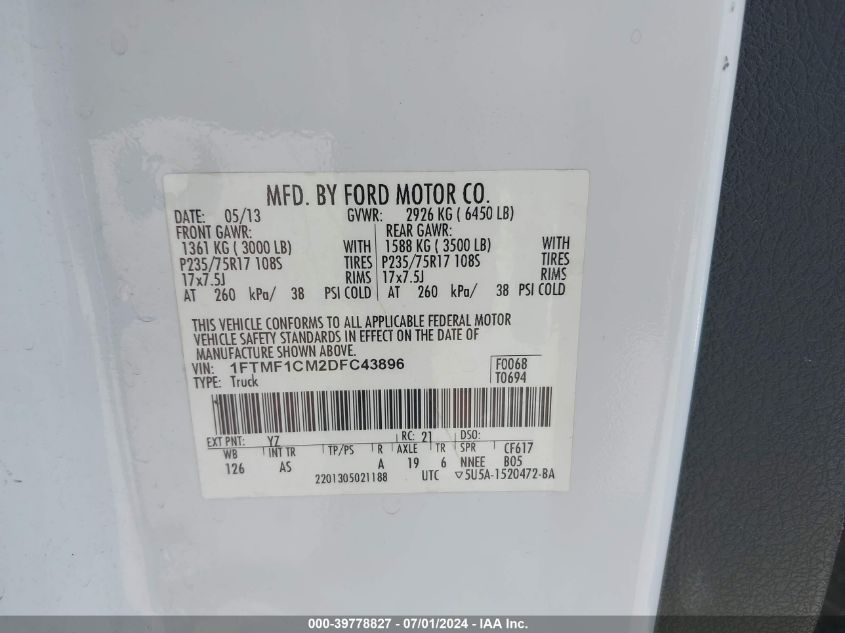 MFD. BY FORD MOTOR CO.
DATE: 05/13 GVWR: 2926 KG ( 6450 LB)
FRONT GAWR: REAR GAWR:
1361 KG ( 3000 LB) WITH 1588 KG ( 3500 LB) WITH
P235/75R17 108S TIRES P235/75R17 108S TIRES
17x7.5J RIMS 17x7.5J RIMS
AT 260 kPa/ 38 PSI COLD AT 260 kPa/ 38 PSI COLD
THIS VEHICLE CONFORMS TO ALL APPLICABLE FEDERAL MOTOR
VEHICLE SAFETY STANDARDS IN EFFECT ON THE DATE OF
MANUFACTURE SHOWN ABOVE.
VIN: 1FTMF1CM2DFC43896 F0068
TYPE: Truck T0694
EXT PNT: YZ RC: 21 DSO:
WB INT TR TP/PS R AXLE TR SPR CF617
126 AS A 19 6 NNEE B05
2201305021188 UTC ▽5U5A-1520472-BA
000-39778827 - 07/01/2024 - IAA Inc.